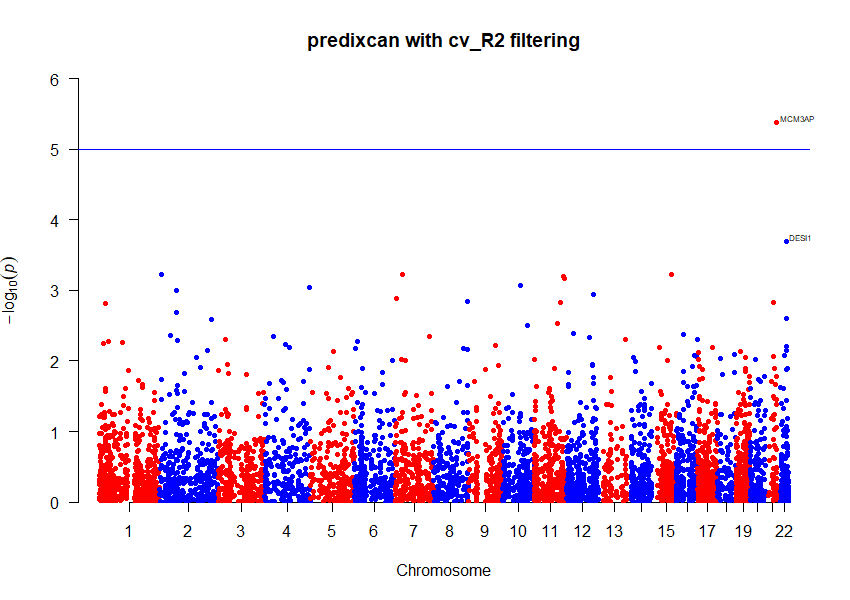 predixcan with cv_R2 filtering
6
MCM3AP
5
4
DESI1
3
2
1
0
−log10(p)
1 2 3 4 5 6 7 8 9 10 11 12 13 15 17 19 22
Chromosome